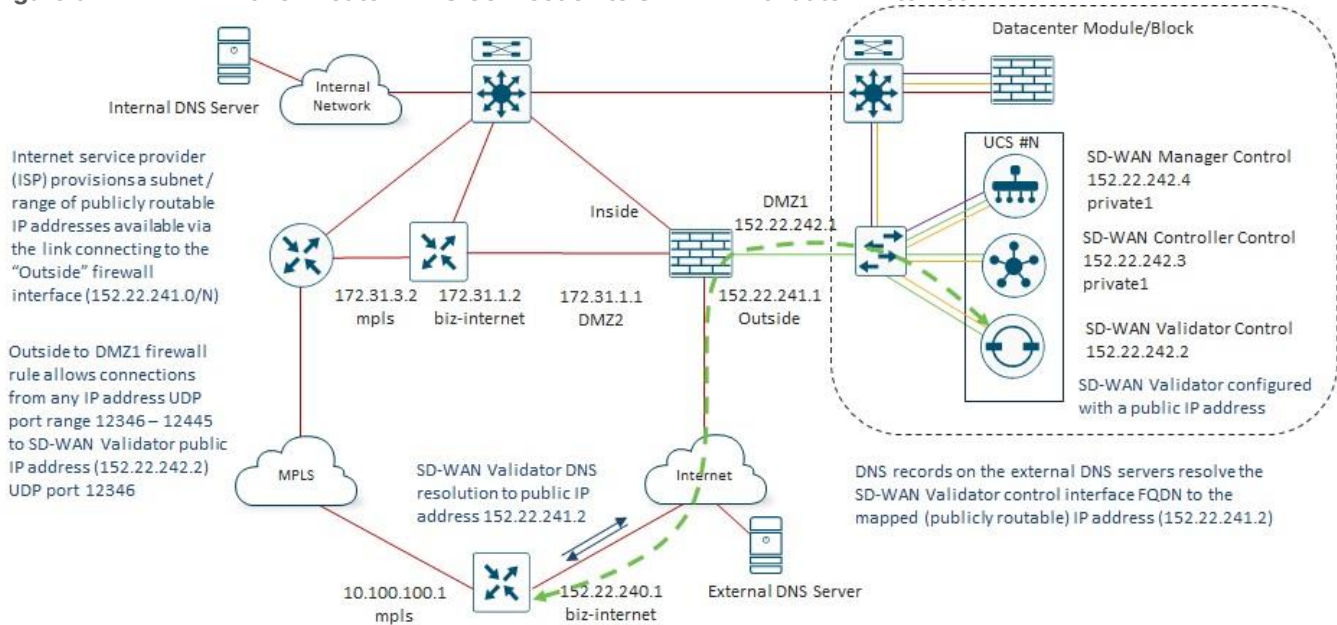 Datacenter Module/Block
Internal DNS Server
Internal
Network
Internet service provider
(ISP) provisions a subnet /
range of publicly routable
IP addresses available via
the link connecting to the
“Outside” firewall
interface (152.22.241.0/N)
Outside to DMZ1 firewall
rule allows connections
from any IP address UDP
port range 12346 – 12445
to SD-WAN Validator public
IP address (152.22.242.2)
UDP port 12346
Inside
DMZ1
152.22.242.1
172.31.3.2
mpls
172.31.1.2
biz-internet
172.31.1.1
DMZ2
152.22.241.1
Outside
UCS #N
SD-WAN Manager Control
152.22.242.4
private1
SD-WAN Controller Control
152.22.242.3
private1
SD-WAN Validator Control
152.22.242.2
SD-WAN Validator configured
with a public IP address
MPLS
SD-WAN Validator DNS
resolution to public IP
address 152.22.241.2
Internet
DNS records on the external DNS servers resolve the
SD-WAN Validator control interface FQDN to the
mapped (publicly routable) IP address (152.22.241.2)
10.100.100.1
mpls
152.22.240.1
biz-internet
External DNS Server